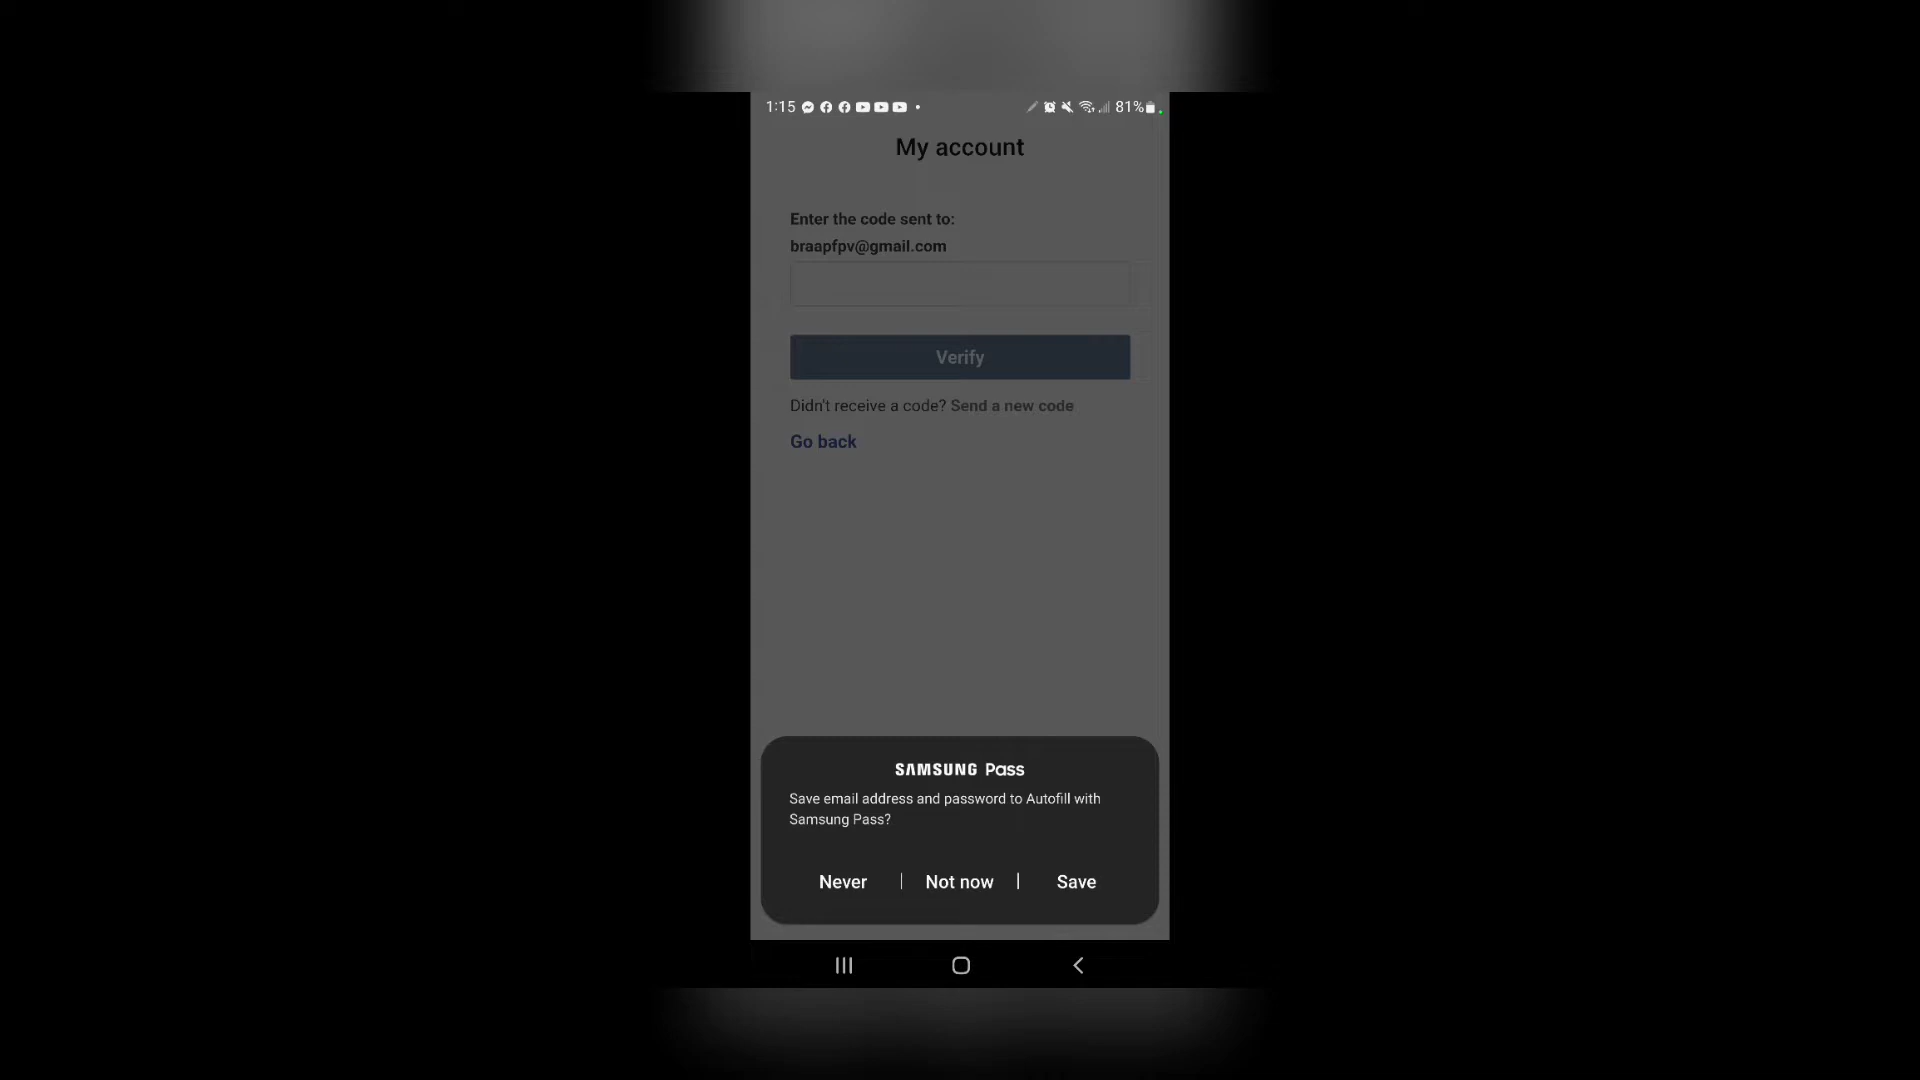 1:15 81%
My account
Enter the code sent to:
braapfpv@gmail.com
Verify
Didn't receive a code? Send a new code
Go back
SAMSUNG Pass
Save email address and password to Autofill with
Samsung Pass?
Never | Not now | Save